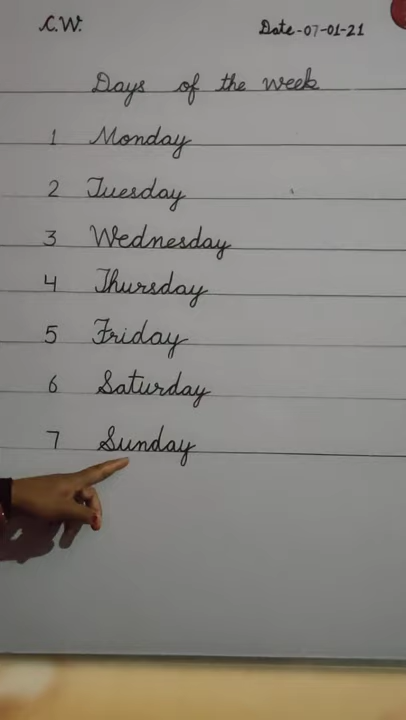 C.W. Date-07-01-21
Days of the week
1 Monday
2 Tuesday
3 Wednesday
4 Thursday
5 Friday
6 Saturday
7 Sunday